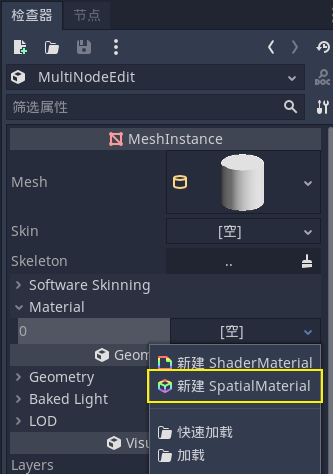 检查器 节点
MultiNodeEdit
DOC
筛选属性
MeshInstance
Mesh
Skin [空]
Skeleton ..
Software Skinning
Material
0 [空]
Geom
新建 ShaderMaterial
Geometry
新建 SpatialMaterial
Baked Light
快速加载
LOD
Visu
加载
Layers